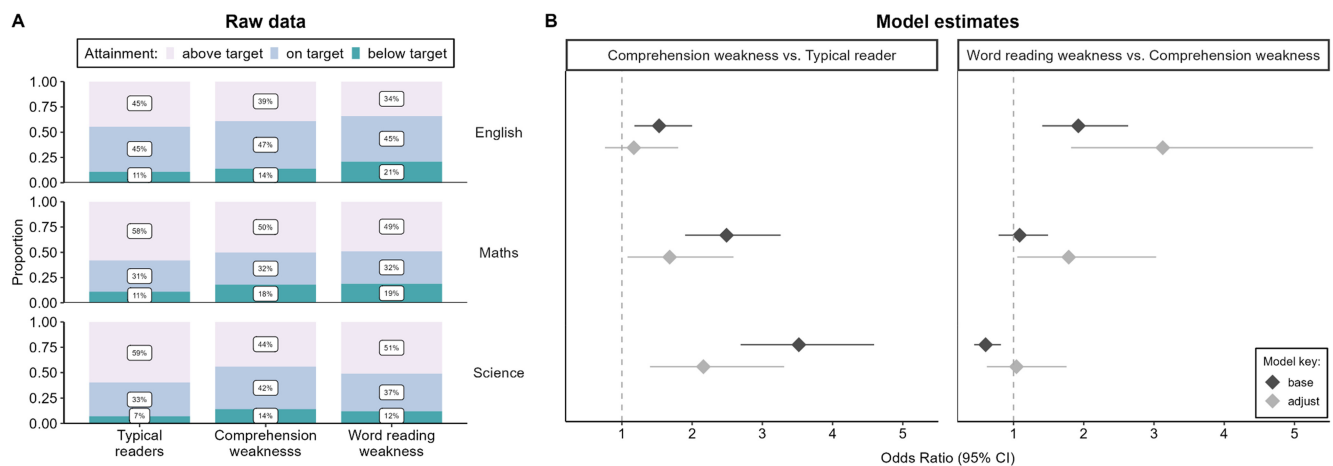 A
Raw data
Attainment: above target on target below target
1.00
0.75
0.50
0.25
0.00
45%
45%
11%
39%
47%
14%
34%
45%
21%
English
1.00
0.75
0.50
0.25
0.00
58%
31%
11%
50%
32%
18%
49%
32%
19%
Maths
1.00
0.75
0.50
0.25
0.00
59%
33%
7%
44%
42%
14%
51%
37%
12%
Science
Proportion
Typical
readers
Comprehension
weaknesss
Word reading
weakness
B
Model estimates
Comprehension weakness vs. Typical reader
Word reading weakness vs. Comprehension weakness
Model key:
base
adjust
1 2 3 4 5
1 2 3 4 5
Odds Ratio (95% CI)